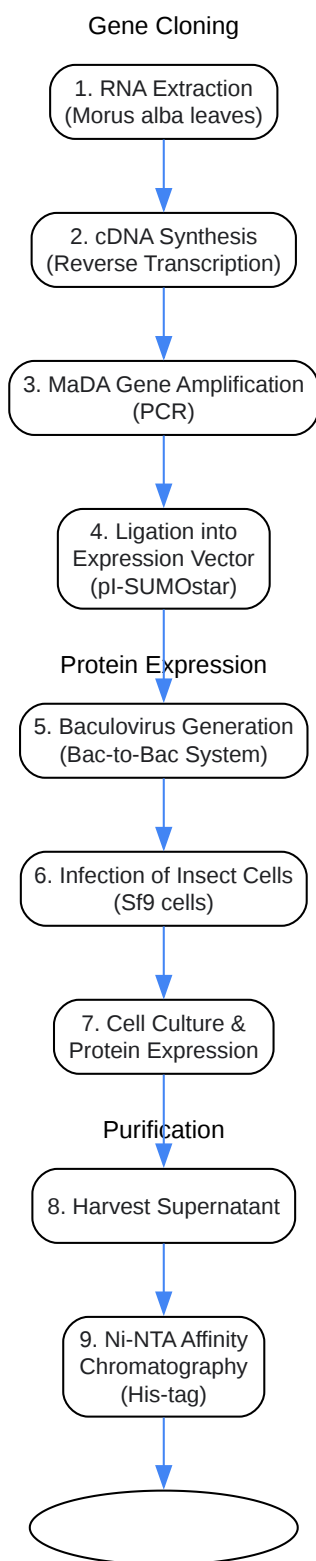 Gene Cloning
1. RNA Extraction
(Morus alba leaves)
2. cDNA Synthesis
(Reverse Transcription)
3. MaDA Gene Amplification
(PCR)
4. Ligation into
Expression Vector
(pI-SUMOstar)
Protein Expression
5. Baculovirus Generation
(Bac-to-Bac System)
6. Infection of Insect Cells
(Sf9 cells)
7. Cell Culture &
Protein Expression
Purification
8. Harvest Supernatant
9. Ni-NTA Affinity
Chromatography
(His-tag)